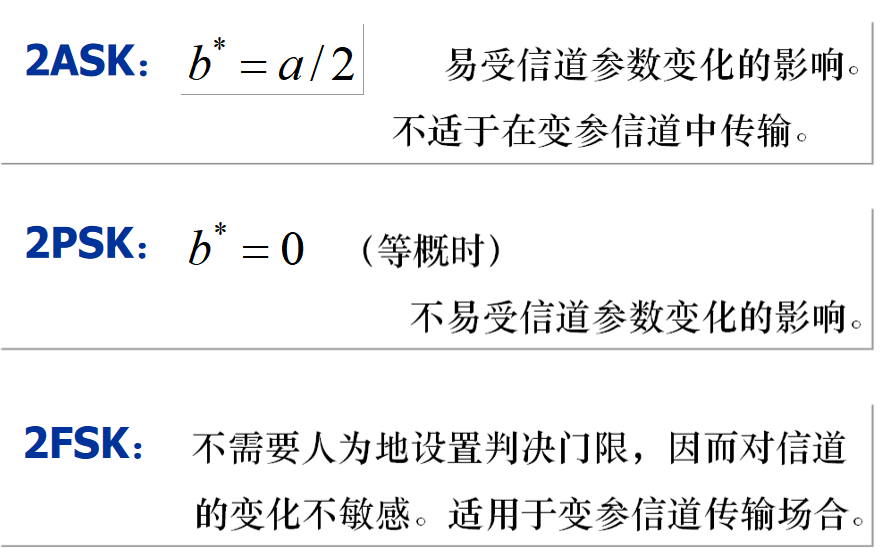 2ASK： b* = a/2 易受信道参数变化的影响。
不适于在变参信道中传输。
2PSK： b* = 0 （等概时）
不易受信道参数变化的影响。
2FSK： 不需要人为地设置判决门限，因而对信道
的变化不敏感。适用于变参信道传输场合。